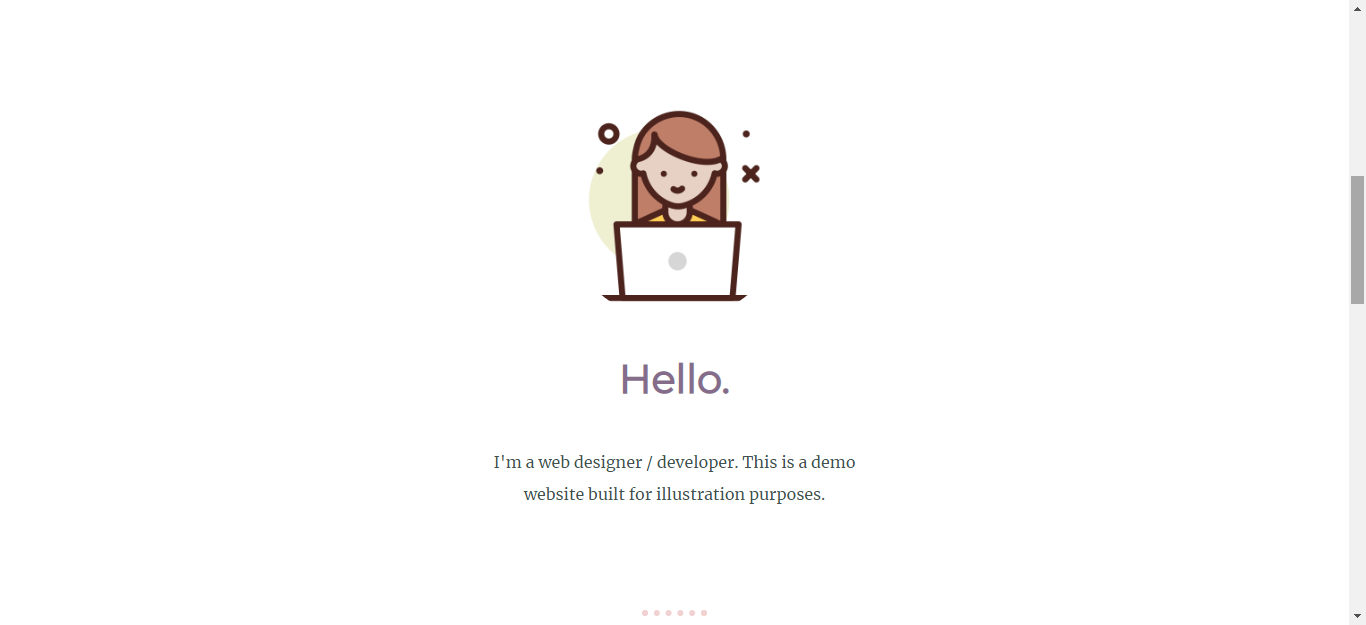 Hello.
I'm a web designer / developer. This is a demo
website built for illustration purposes.